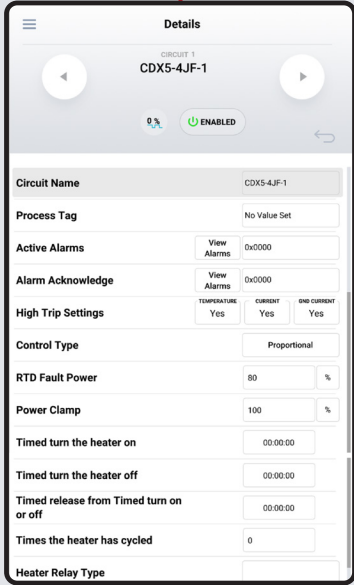 Details
CIRCUIT 1
CDX5-4JF-1
0 %
ENABLED
Circuit Name CDX5-4JF-1
Process Tag No Value Set
Active Alarms View Alarms 0x0000
Alarm Acknowledge View Alarms 0x0000
High Trip Settings TEMPERATURE Yes CURRENT Yes GND CURRENT Yes
Control Type Proportional
RTD Fault Power 80 %
Power Clamp 100 %
Timed turn the heater on 00:00:00
Timed turn the heater off 00:00:00
Timed release from Timed turn on
or off 00:00:00
Times the heater has cycled 0
Heater Relay Type